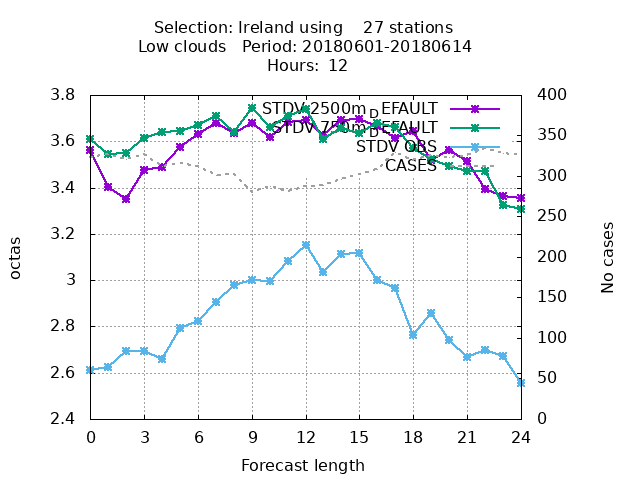 Selection: Ireland using 27 stations
Low clouds Period: 20180601-20180614
Hours: 12
STDV 2500m_DEFAULT
STDV 750m_DEFAULT
STDV OBS
CASES
3.8
3.6
3.4
3.2
3
2.8
2.6
2.4
octas
400
350
300
250
200
150
100
50
0
No cases
0 3 6 9 12 15 18 21 24
Forecast length